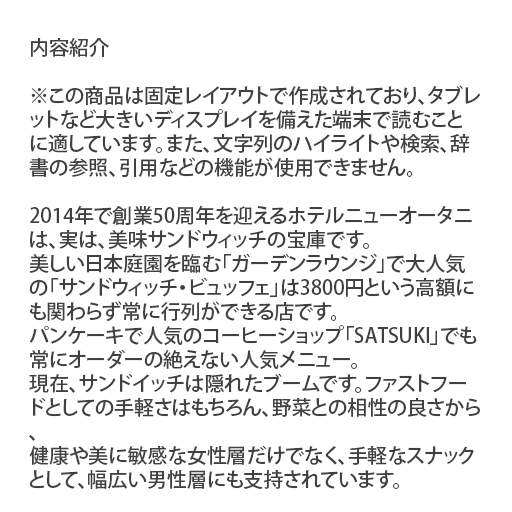 内容紹介
※この商品は固定レイアウトで作成されており、タブレ
ットなど大きいディスプレイを備えた端末で読むこと
に適しています。また、文字列のハイライトや検索、辞
書の参照、引用などの機能が使用できません。
2014年で創業50周年を迎えるホテルニューオータニ
は、実は、美味サンドウィッチの宝庫です。
美しい日本庭園を臨む「ガーデンラウンジ」で大人気
の「サンドウィッチ・ビュッフェ」は3800円という高額に
も関わらず常に行列ができる店です。
パンケーキで人気のコーヒーショップ「SATSUKI」でも
常にオーダーの絶えない人気メニュー。
現在、サンドイッチは隠れたブームです。ファストフー
ドとしての手軽さはもちろん、野菜との相性の良さから
、
健康や美に敏感な女性層だけでなく、手軽なスナック
として、幅広い男性層にも支持されています。